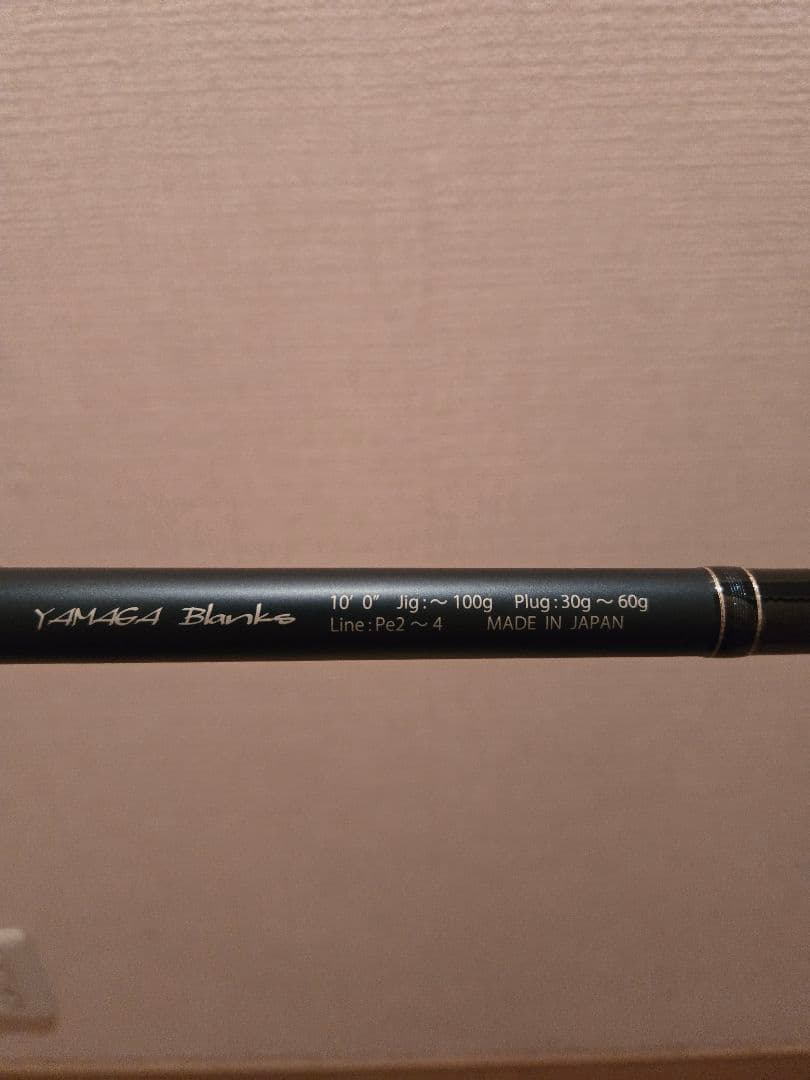 YAMAGA Blanks
10' 0" Jig:～100g Plug:30g～60g
Line:Pe2～4 MADE IN JAPAN